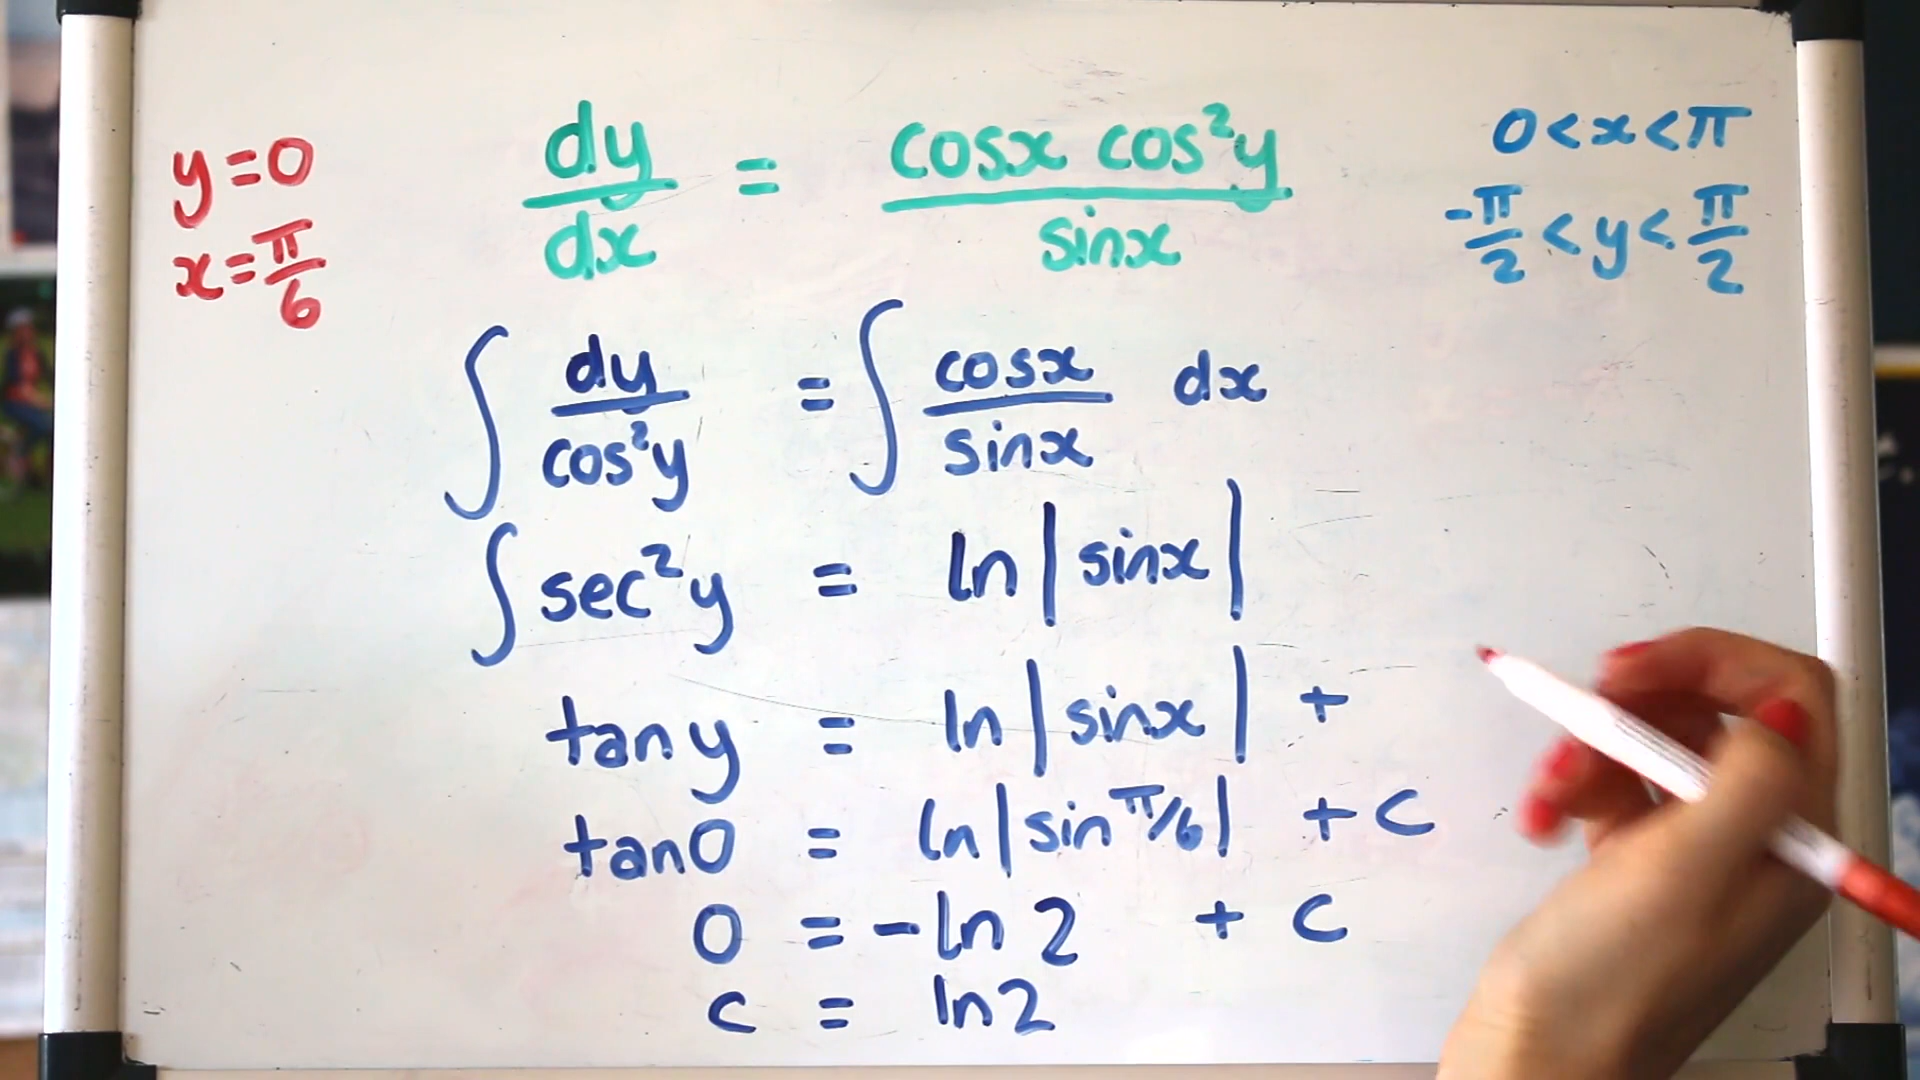 y=0
x=π/6
dy/dx = cosx cos²y/sinx
0<x<π
-π/2<y<π/2
∫ dy/cos²y = ∫ cosx/sinx dx
∫ sec²y = ln|sinx|
tany = ln|sinx| +
tan0 = ln|sinπ/6| + c
0 = -ln2 + c
c = ln2